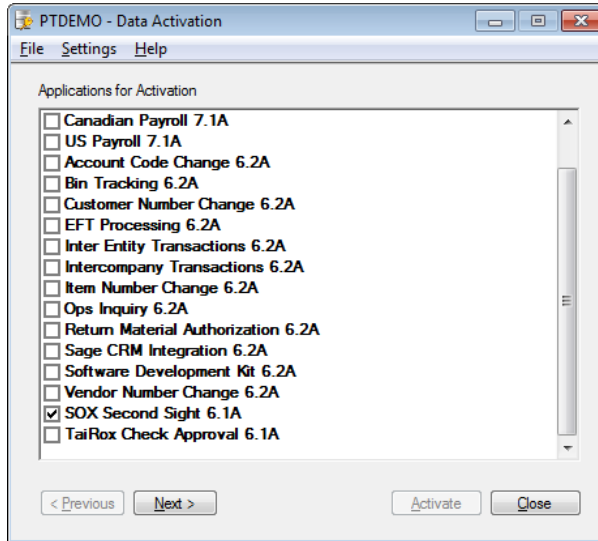 PTDEMO - Data Activation
File Settings Help
Applications for Activation
Canadian Payroll 7.1A
US Payroll 7.1A
Account Code Change 6.2A
Bin Tracking 6.2A
Customer Number Change 6.2A
EFT Processing 6.2A
Inter Entity Transactions 6.2A
Intercompany Transactions 6.2A
Item Number Change 6.2A
Ops Inquiry 6.2A
Return Material Authorization 6.2A
Sage CRM Integration 6.2A
Software Development Kit 6.2A
Vendor Number Change 6.2A
SOX Second Sight 6.1A
TaiRox Check Approval 6.1A
< Previous Next > Activate Close